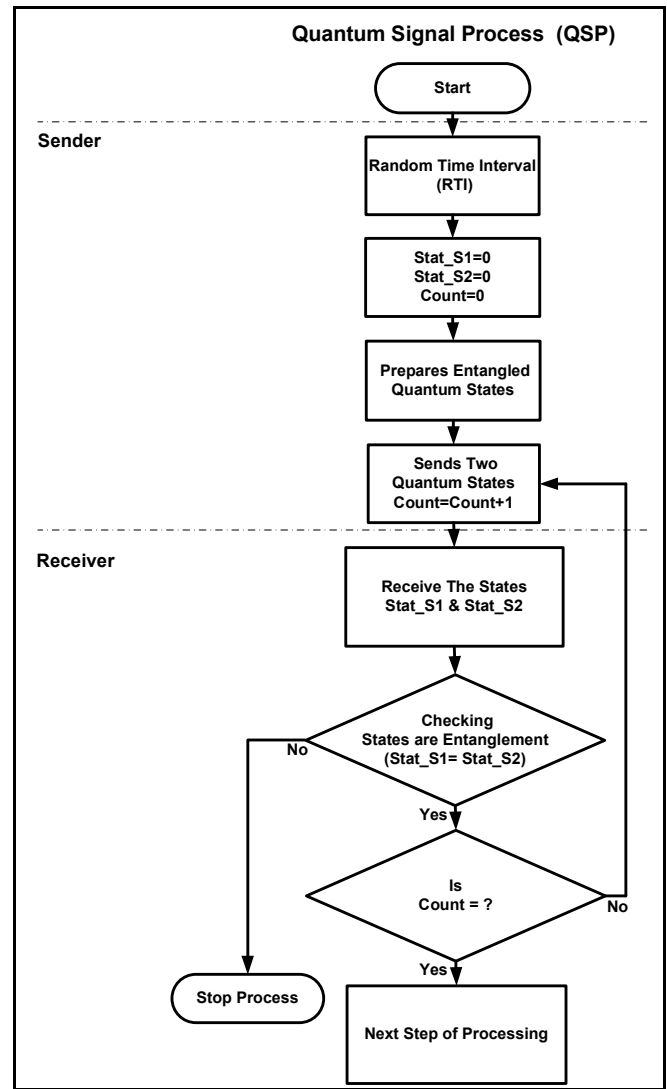 Quantum Signal Process (QSP)
Start
Sender
Random Time Interval
(RTI)
Stat_S1=0
Stat_S2=0
Count=0
Prepares Entangled
Quantum States
Sends Two
Quantum States
Count=Count+1
Receiver
Receive The States
Stat_S1 & Stat_S2
Checking
States are Entanglement
(Stat_S1= Stat_S2)
No
Yes
Is
Count = ?
No
Yes
Stop Process
Next Step of Processing